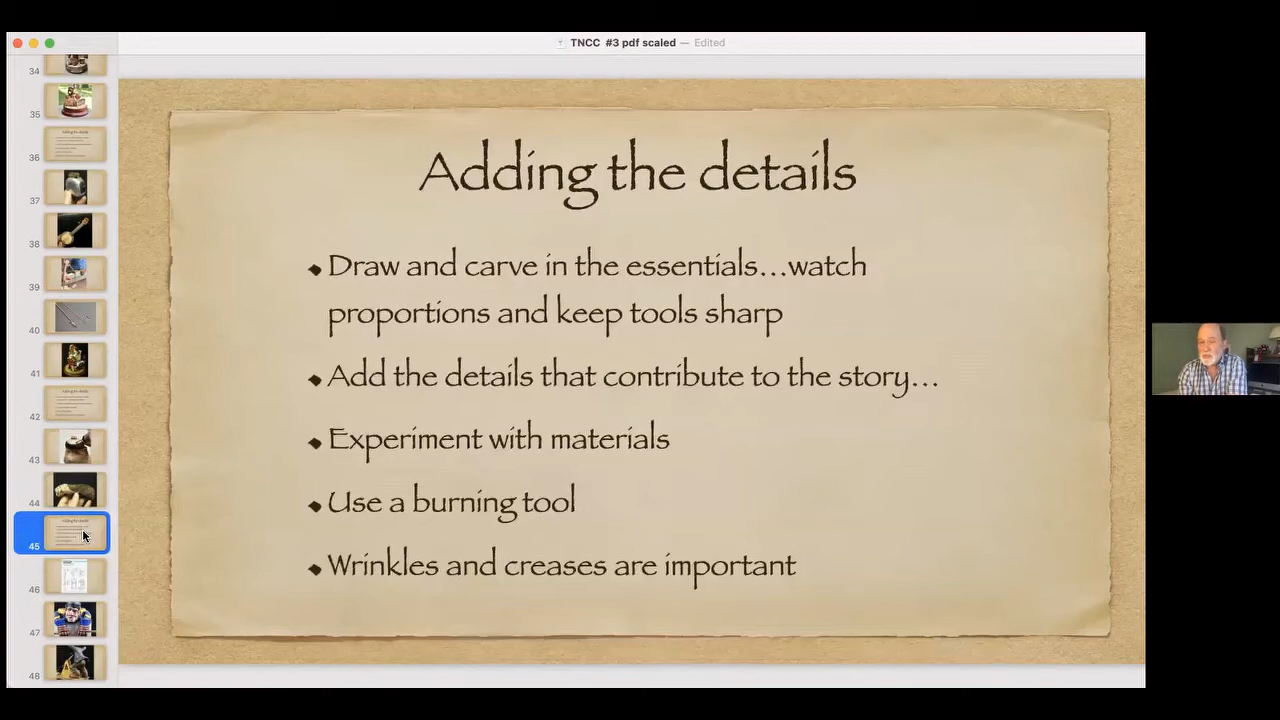 TNCC #3 pdf scaled — Edited
34
35
36
37
38
39
40
41
42
43
44
45
46
47
48
Adding the details
Draw and carve in the essentials...watch
proportions and keep tools sharp
Add the details that contribute to the story...
Experiment with materials
Use a burning tool
Wrinkles and creases are important